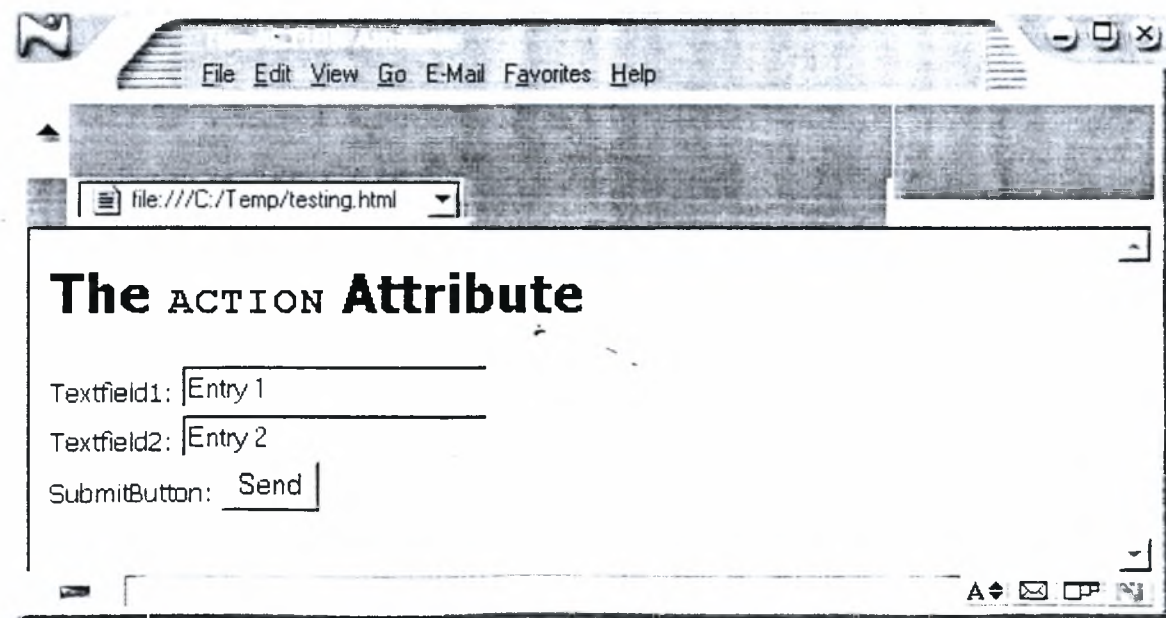 File Edit View Go E-Mail Favorites Help
file:///C:/Temp/testing.html
The ACTION Attribute
Textfield1: Entry 1
Textfield2: Entry 2
SubmitButton: Send
A